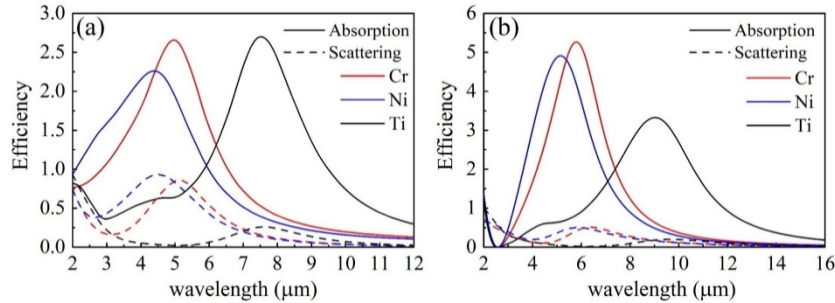 (a)
Absorption
Scattering
Cr
Ni
Ti
Efficiency
3.0
2.5
2.0
1.5
1.0
0.5
0.0
2 3 4 5 6 7 8 9 10 11 12
wavelength (μm)
(b)
Absorption
Scattering
Cr
Ni
Ti
Efficiency
6
5
4
3
2
1
0
2 4 6 8 10 12 14 16
wavelength (μm)